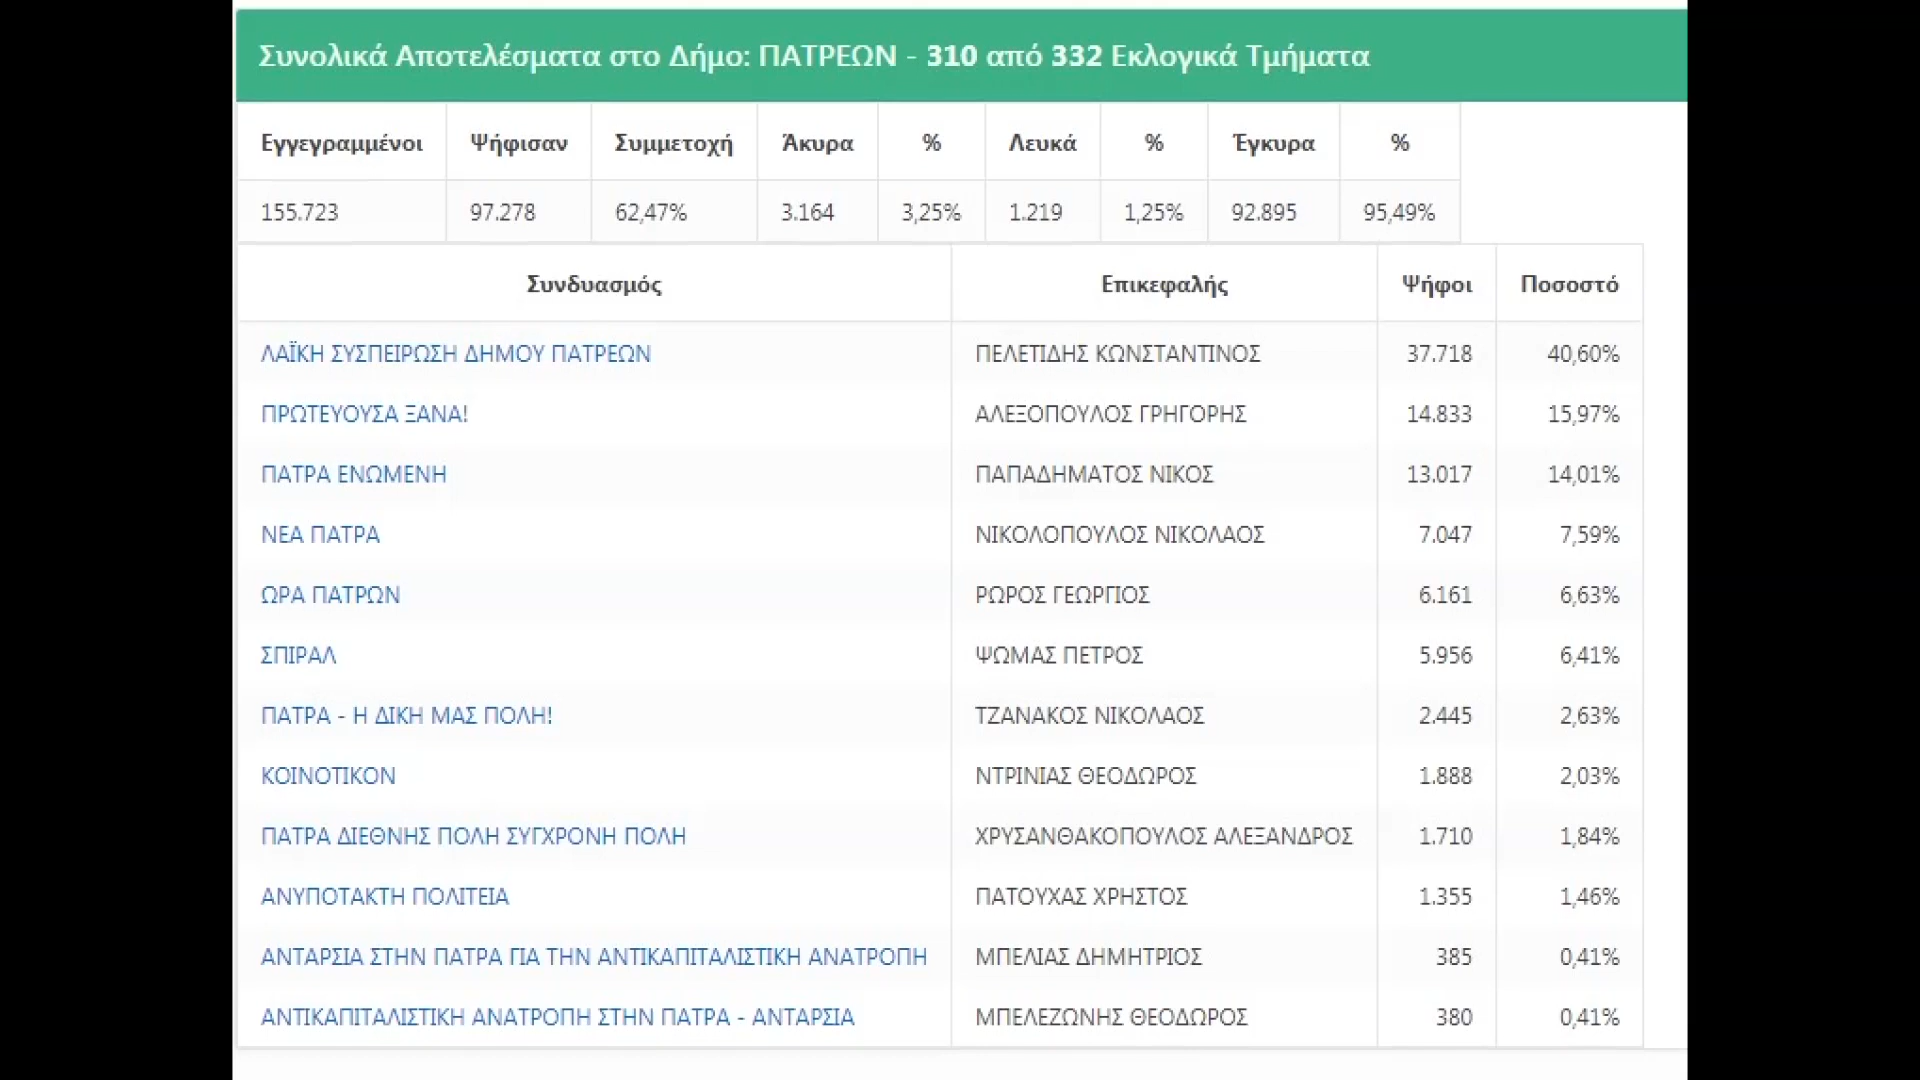 Συνολικά Αποτελέσματα στο Δήμο: ΠΑΤΡΕΩΝ - 310 από 332 Εκλογικά Τμήματα
Εγγεγραμμένοι Ψήφισαν Συμμετοχή Άκυρα % Λευκά % Έγκυρα %
155.723 97.278 62,47% 3.164 3,25% 1.219 1,25% 92.895 95,49%
Συνδυασμός Επικεφαλής Ψήφοι Ποσοστό
ΛΑΪΚΗ ΣΥΣΠΕΙΡΩΣΗ ΔΗΜΟΥ ΠΑΤΡΕΩΝ ΠΕΛΕΤΙΔΗΣ ΚΩΝΣΤΑΝΤΙΝΟΣ 37.718 40,60%
ΠΡΩΤΕΥΟΥΣΑ ΞΑΝΑ! ΑΛΕΞΟΠΟΥΛΟΣ ΓΡΗΓΟΡΗΣ 14.833 15,97%
ΠΑΤΡΑ ΕΝΩΜΕΝΗ ΠΑΠΑΔΗΜΑΤΟΣ ΝΙΚΟΣ 13.017 14,01%
ΝΕΑ ΠΑΤΡΑ ΝΙΚΟΛΟΠΟΥΛΟΣ ΝΙΚΟΛΑΟΣ 7.047 7,59%
ΩΡΑ ΠΑΤΡΩΝ ΡΩΡΟΣ ΓΕΩΡΓΙΟΣ 6.161 6,63%
ΣΠΙΡΑΛ ΨΩΜΑΣ ΠΕΤΡΟΣ 5.956 6,41%
ΠΑΤΡΑ - Η ΔΙΚΗ ΜΑΣ ΠΟΛΗ! ΤΖΑΝΑΚΟΣ ΝΙΚΟΛΑΟΣ 2.445 2,63%
ΚΟΙΝΟΤΙΚΟΝ ΝΤΡΙΝΙΑΣ ΘΕΟΔΩΡΟΣ 1.888 2,03%
ΠΑΤΡΑ ΔΙΕΘΝΗΣ ΠΟΛΗ ΣΥΓΧΡΟΝΗ ΠΟΛΗ ΧΡΥΣΑΝΘΑΚΟΠΟΥΛΟΣ ΑΛΕΞΑΝΔΡΟΣ 1.710 1,84%
ΑΝΥΠΟΤΑΚΤΗ ΠΟΛΙΤΕΙΑ ΠΑΤΟΥΧΑΣ ΧΡΗΣΤΟΣ 1.355 1,46%
ΑΝΤΑΡΣΙΑ ΣΤΗΝ ΠΑΤΡΑ ΓΙΑ ΤΗΝ ΑΝΤΙΚΑΠΙΤΑΛΙΣΤΙΚΗ ΑΝΑΤΡΟΠΗ ΜΠΕΛΙΑΣ ΔΗΜΗΤΡΙΟΣ 385 0,41%
ΑΝΤΙΚΑΠΙΤΑΛΙΣΤΙΚΗ ΑΝΑΤΡΟΠΗ ΣΤΗΝ ΠΑΤΡΑ - ΑΝΤΑΡΣΙΑ ΜΠΕΛΕΖΩΝΗΣ ΘΕΟΔΩΡΟΣ 380 0,41%